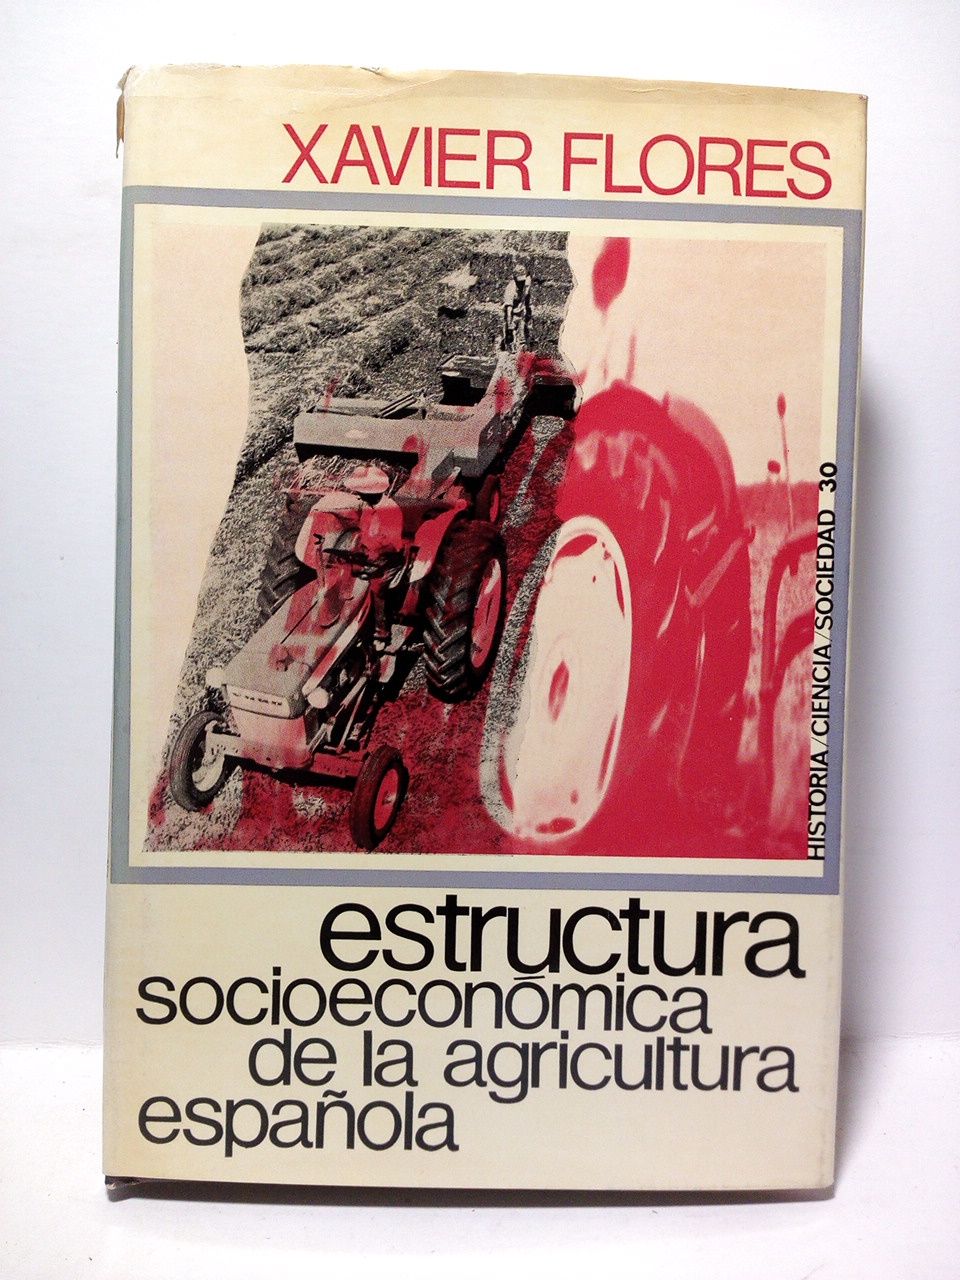 XAVIER FLORES
HISTORIA/CIENCIA/SOCIEDAD 30
estructura
socioeconómica
de la agricultura
española